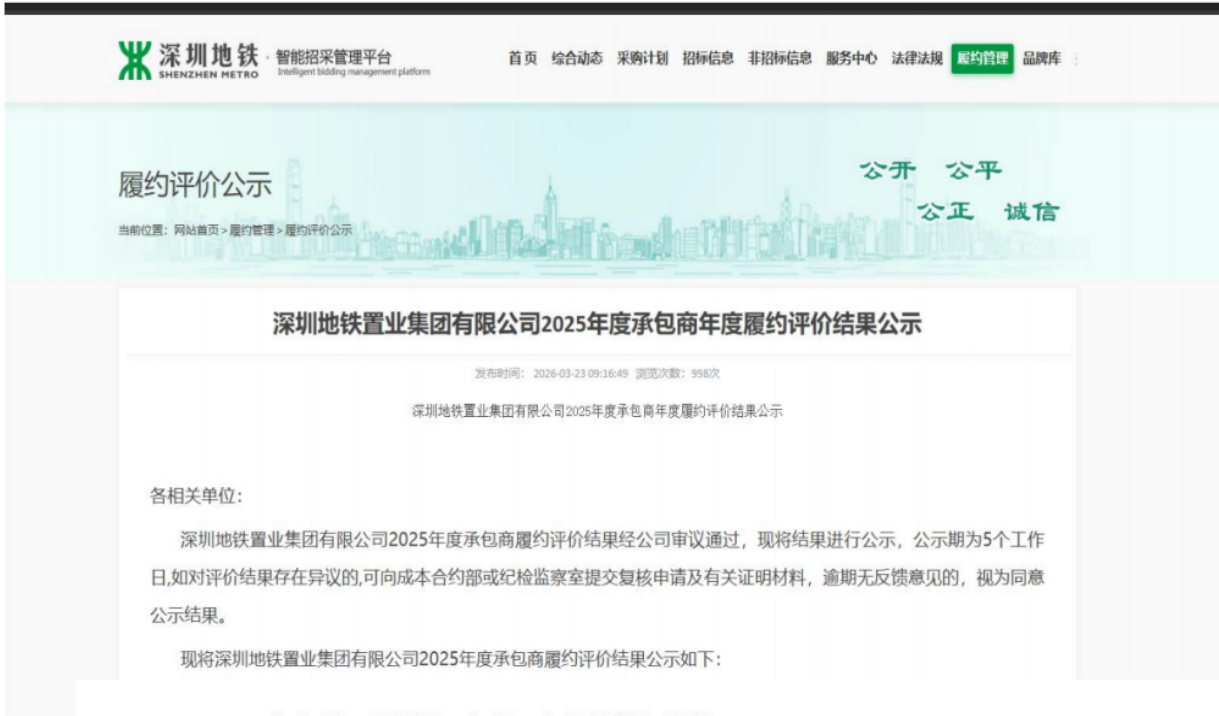 深圳地铁 · 智能招采管理平台
SHENZHEN METRO Intelligent bidding management platform
首页 综合动态 采购计划 招标信息 非招标信息 服务中心 法律法规 履约管理 品牌库
履约评价公示
公开 公平
公正 诚信
当前位置：网站首页 > 履约管理 > 履约评价公示
深圳地铁置业集团有限公司2025年度承包商年度履约评价结果公示
发布时间： 2026-03-23 09:16:49 浏览次数：998次
深圳地铁置业集团有限公司2025年度承包商年度履约评价结果公示
各相关单位：
深圳地铁置业集团有限公司2025年度承包商履约评价结果经公司审议通过，现将结果进行公示，公示期为5个工作
日,如对评价结果存在异议的,可向成本合约部或纪检监察室提交复核申请及有关证明材料，逾期无反馈意见的，视为同意
公示结果。
现将深圳地铁置业集团有限公司2025年度承包商履约评价结果公示如下：